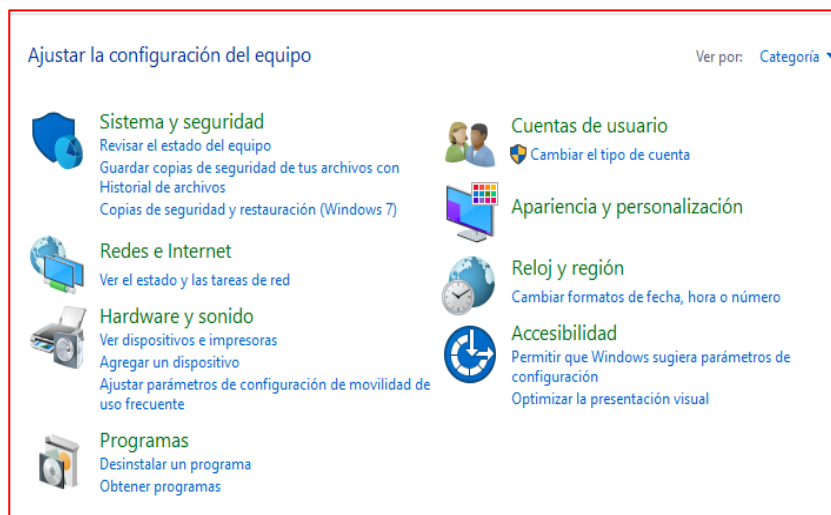 Ajustar la configuración del equipo
Ver por: Categoría
Sistema y seguridad
Revisar el estado del equipo
Guardar copias de seguridad de tus archivos con
Historial de archivos
Copias de seguridad y restauración (Windows 7)
Redes e Internet
Ver el estado y las tareas de red
Hardware y sonido
Ver dispositivos e impresoras
Agregar un dispositivo
Ajustar parámetros de configuración de movilidad de
uso frecuente
Programas
Desinstalar un programa
Obtener programas
Cuentas de usuario
Cambiar el tipo de cuenta
Apariencia y personalización
Reloj y región
Cambiar formatos de fecha, hora o número
Accesibilidad
Permitir que Windows sugiera parámetros de
configuración
Optimizar la presentación visual